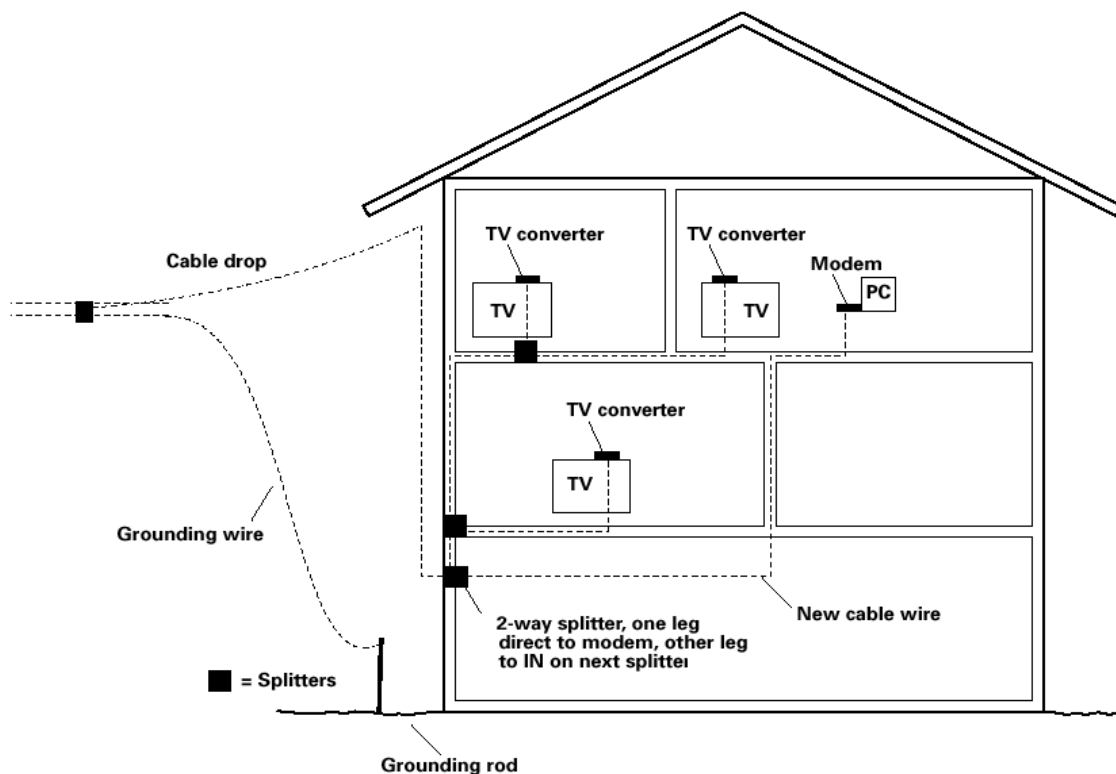 TV converter
TV converter
Cable drop
Modem
PC
TV
TV
TV converter
TV
Grounding wire
New cable wire
2-way splitter, one leg
direct to modem, other leg
to IN on next splitter
= Splitters
Grounding rod